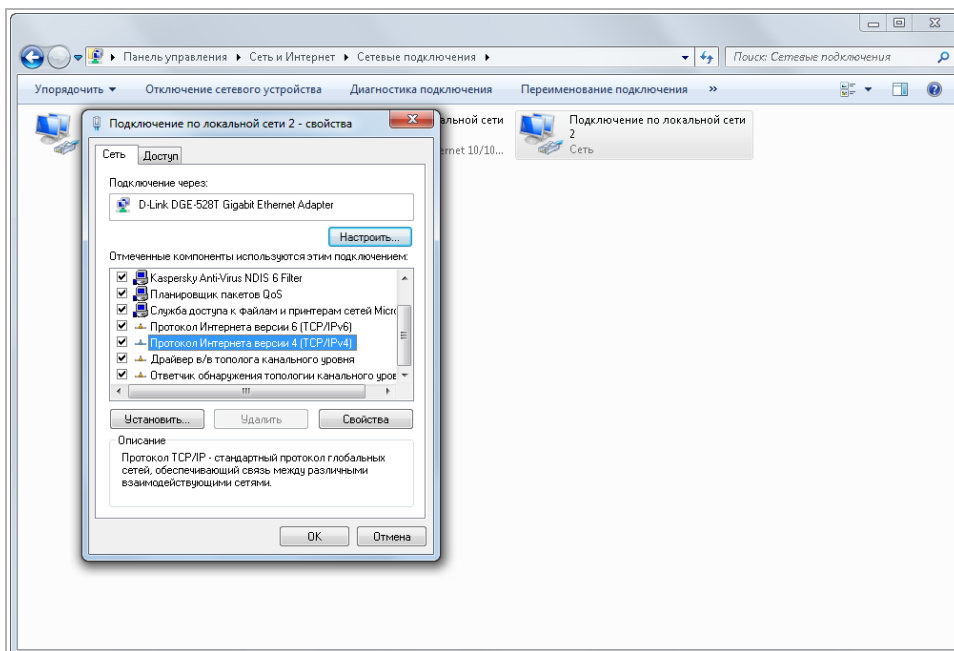 Панель управления ▸ Сеть и Интернет ▸ Сетевые подключения ▸
Поиск: Сетевые подключения
Упорядочить
Отключение сетевого устройства
Диагностика подключения
Переименование подключения
»
Подключение по локальной сети 2 - свойства
Сеть
Доступ
Подключение через:
D-Link DGE-528T Gigabit Ethernet Adapter
Настроить...
Отмеченные компоненты используются этим подключением:
Kaspersky Anti-Virus NDIS 6 Filter
Планировщик пакетов QoS
Служба доступа к файлам и принтерам сетей Micro
Протокол Интернета версии 6 (TCP/IPv6)
Протокол Интернета версии 4 (TCP/IPv4)
Драйвер в/в тополога канального уровня
Ответчик обнаружения топологии канального уров
Установить...
Удалить
Свойства
Описание
Протокол TCP/IP - стандартный протокол глобальных
сетей, обеспечивающий связь между различными
взаимодействующими сетями.
OK
Отмена
альной сети
ernet 10/10...
Подключение по локальной сети
2
Сеть